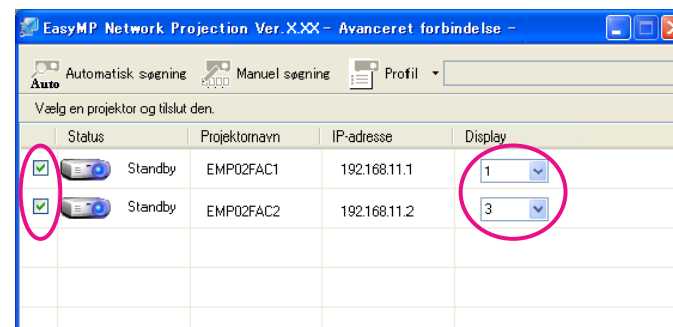 EasyMP Network Projection Ver.X.XX - Avanceret forbindelse -
Auto Automatisk søgning Manuel søgning Profil
Vælg en projektor og tilslut den.
Status Projektornavn IP-adresse Display
Standby EMP02FAC1 192.168.11.1 1
Standby EMP02FAC2 192.168.11.2 3